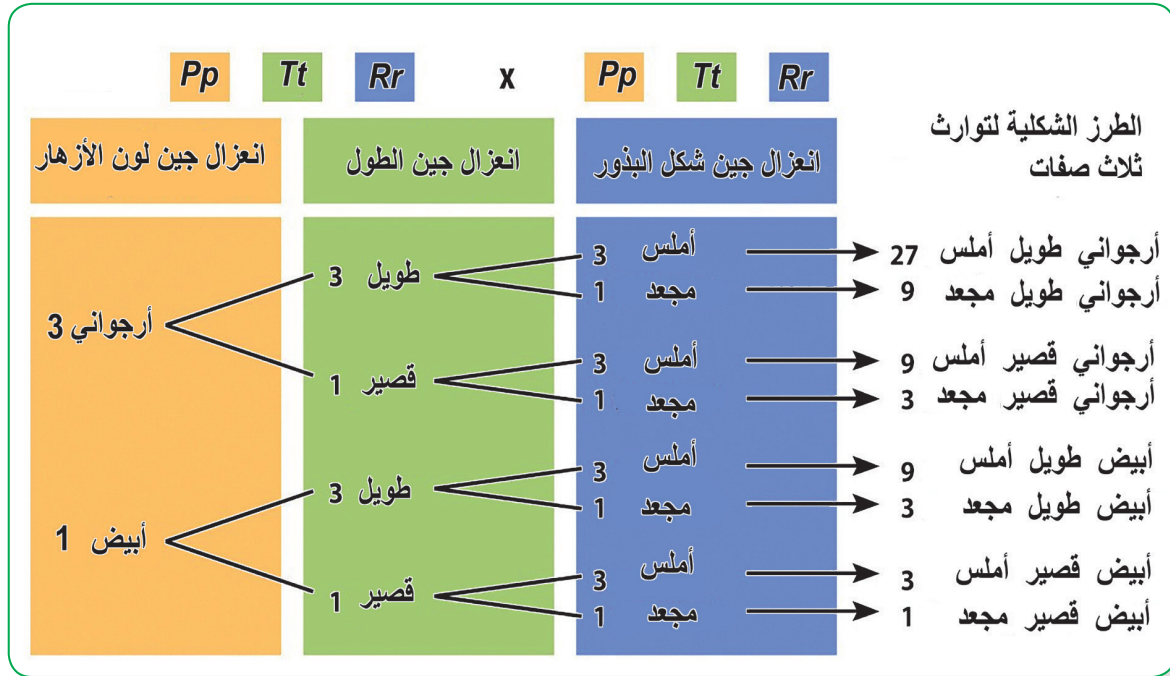 Pp Tt Rr x Pp Tt Rr
الطرز الشكلية لتوارث
ثلاث صفات
انعزال جين شكل البذور
انعزال جين الطول
انعزال جين لون الأزهار
أرجواني 3
أبيض 1
طويل 3
قصير 1
طويل 3
قصير 1
أملس 3
مجعد 1
أملس 3
مجعد 1
أملس 3
مجعد 1
أملس 3
مجعد 1
أرجواني طويل أملس 27
أرجواني طويل مجعد 9
أرجواني قصير أملس 9
أرجواني قصير مجعد 3
أبيض طويل أملس 9
أبيض طويل مجعد 3
أبيض قصير أملس 3
أبيض قصير مجعد 1